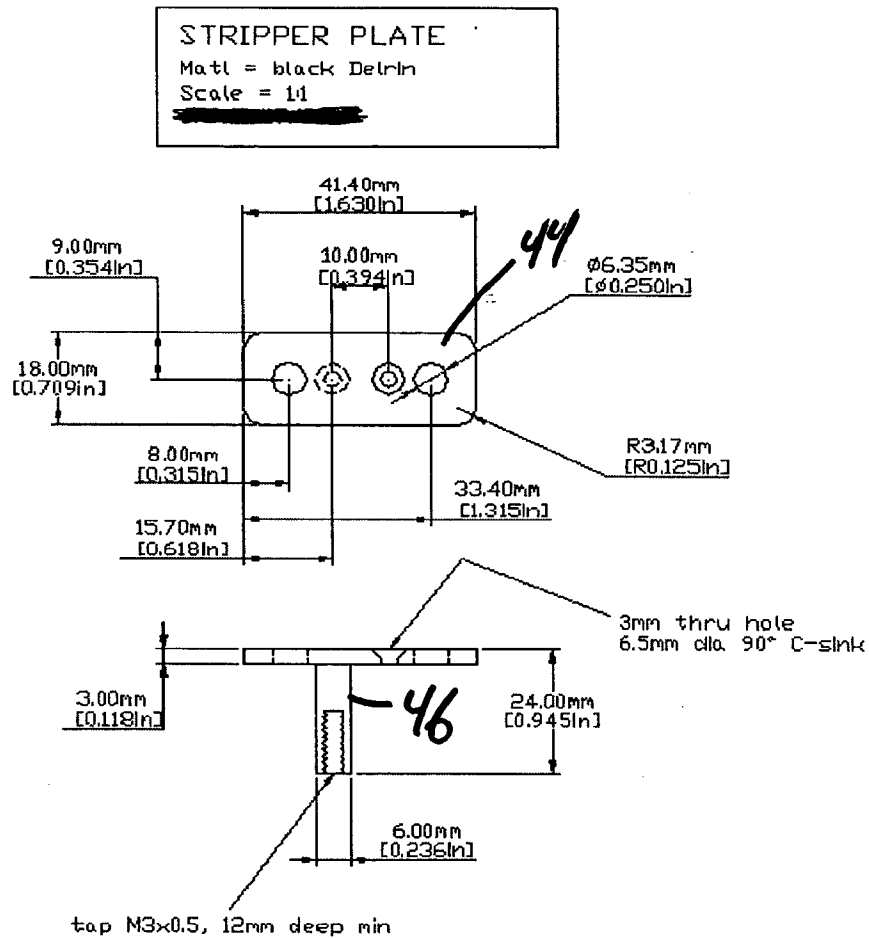 STRIPPER PLATE
Matl = black Delrin
Scale = 1:1
41.40mm
[1.630in]
9.00mm
[0.354in]
10.00mm
[0.394in]
44
Ø6.35mm
[Ø0.250in]
18.00mm
[0.709in]
8.00mm
[0.315in]
R3.17mm
[R0.125in]
33.40mm
[1.315in]
15.70mm
[0.618in]
3mm thru hole
6.5mm dia 90° C-sink
3.00mm
[0.118in]
46
24.00mm
[0.945in]
6.00mm
[0.236in]
tap M3x0.5, 12mm deep min